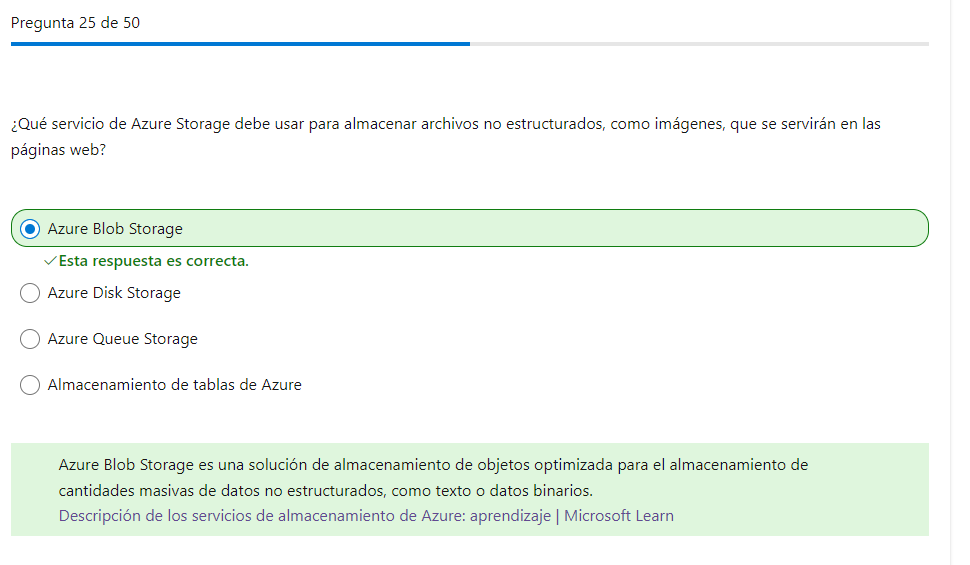 Pregunta 25 de 50
¿Qué servicio de Azure Storage debe usar para almacenar archivos no estructurados, como imágenes, que se servirán en las
páginas web?
Azure Blob Storage
Esta respuesta es correcta.
Azure Disk Storage
Azure Queue Storage
Almacenamiento de tablas de Azure
Azure Blob Storage es una solución de almacenamiento de objetos optimizada para el almacenamiento de
cantidades masivas de datos no estructurados, como texto o datos binarios.
Descripción de los servicios de almacenamiento de Azure: aprendizaje | Microsoft Learn